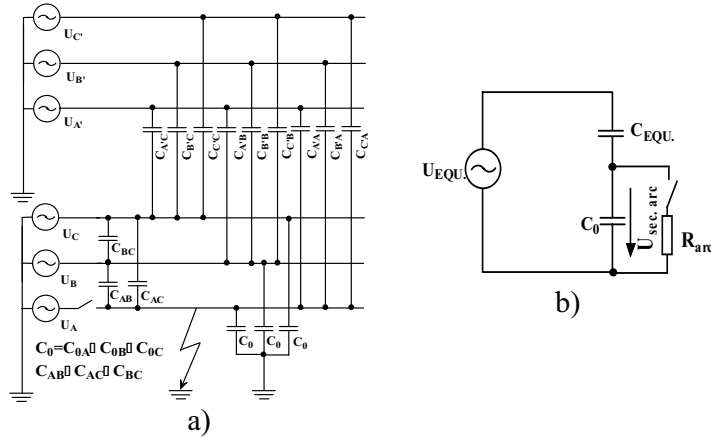 U_C'
U_B'
U_A'
C_A'C
C_B'C
C_C'C
C_A'B
C_B'B
C_C'B
C_A'A
C_B'A
C_C'A
U_C
C_BC
U_B
C_AB
C_AC
U_A
C_0 C_0 C_0
C_0=C_0A▯ C_0B▯ C_0C
C_AB▯ C_AC▯ C_BC
a)
C_EQU.
U_EQU.
C_0
U_sec. arc
R_arc
b)